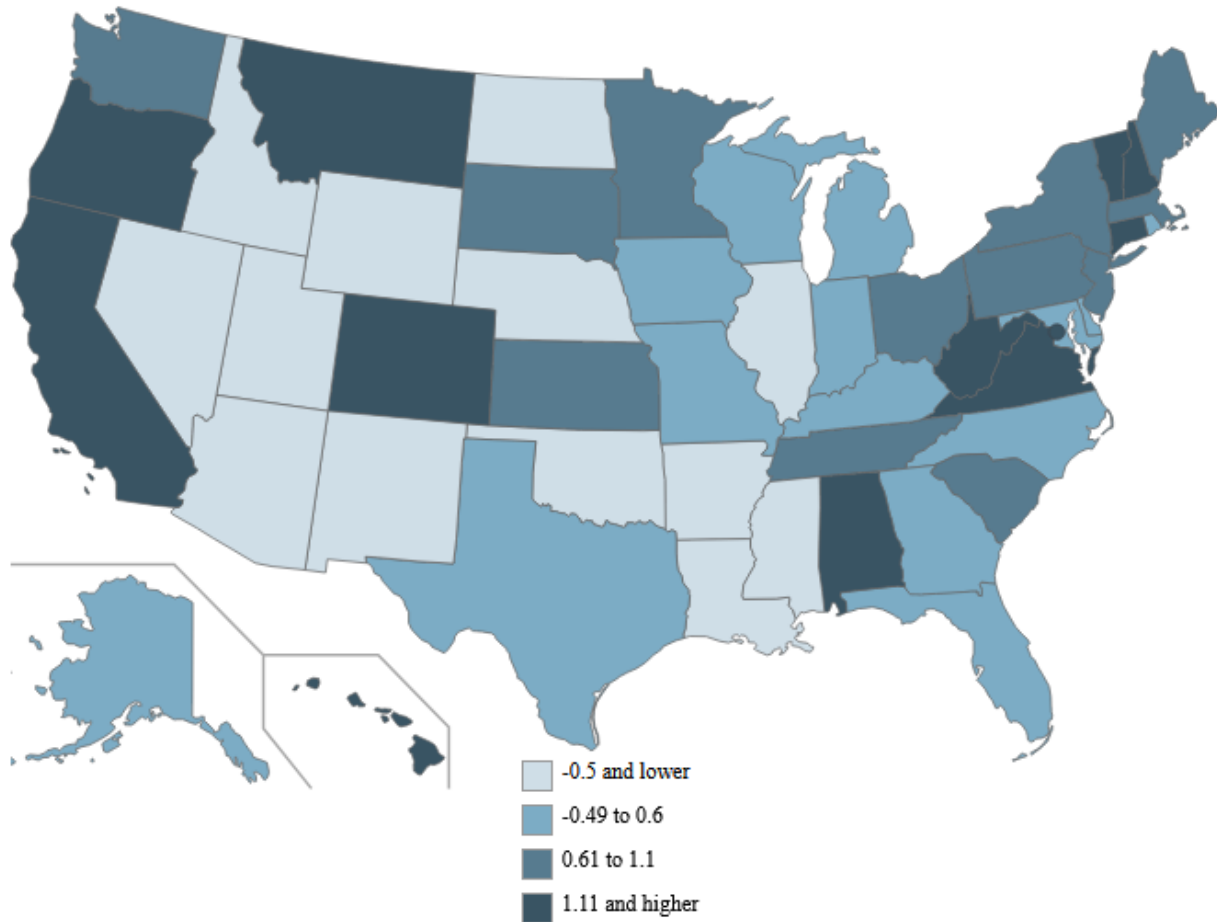 -0.5 and lower
-0.49 to 0.6
0.61 to 1.1
1.11 and higher